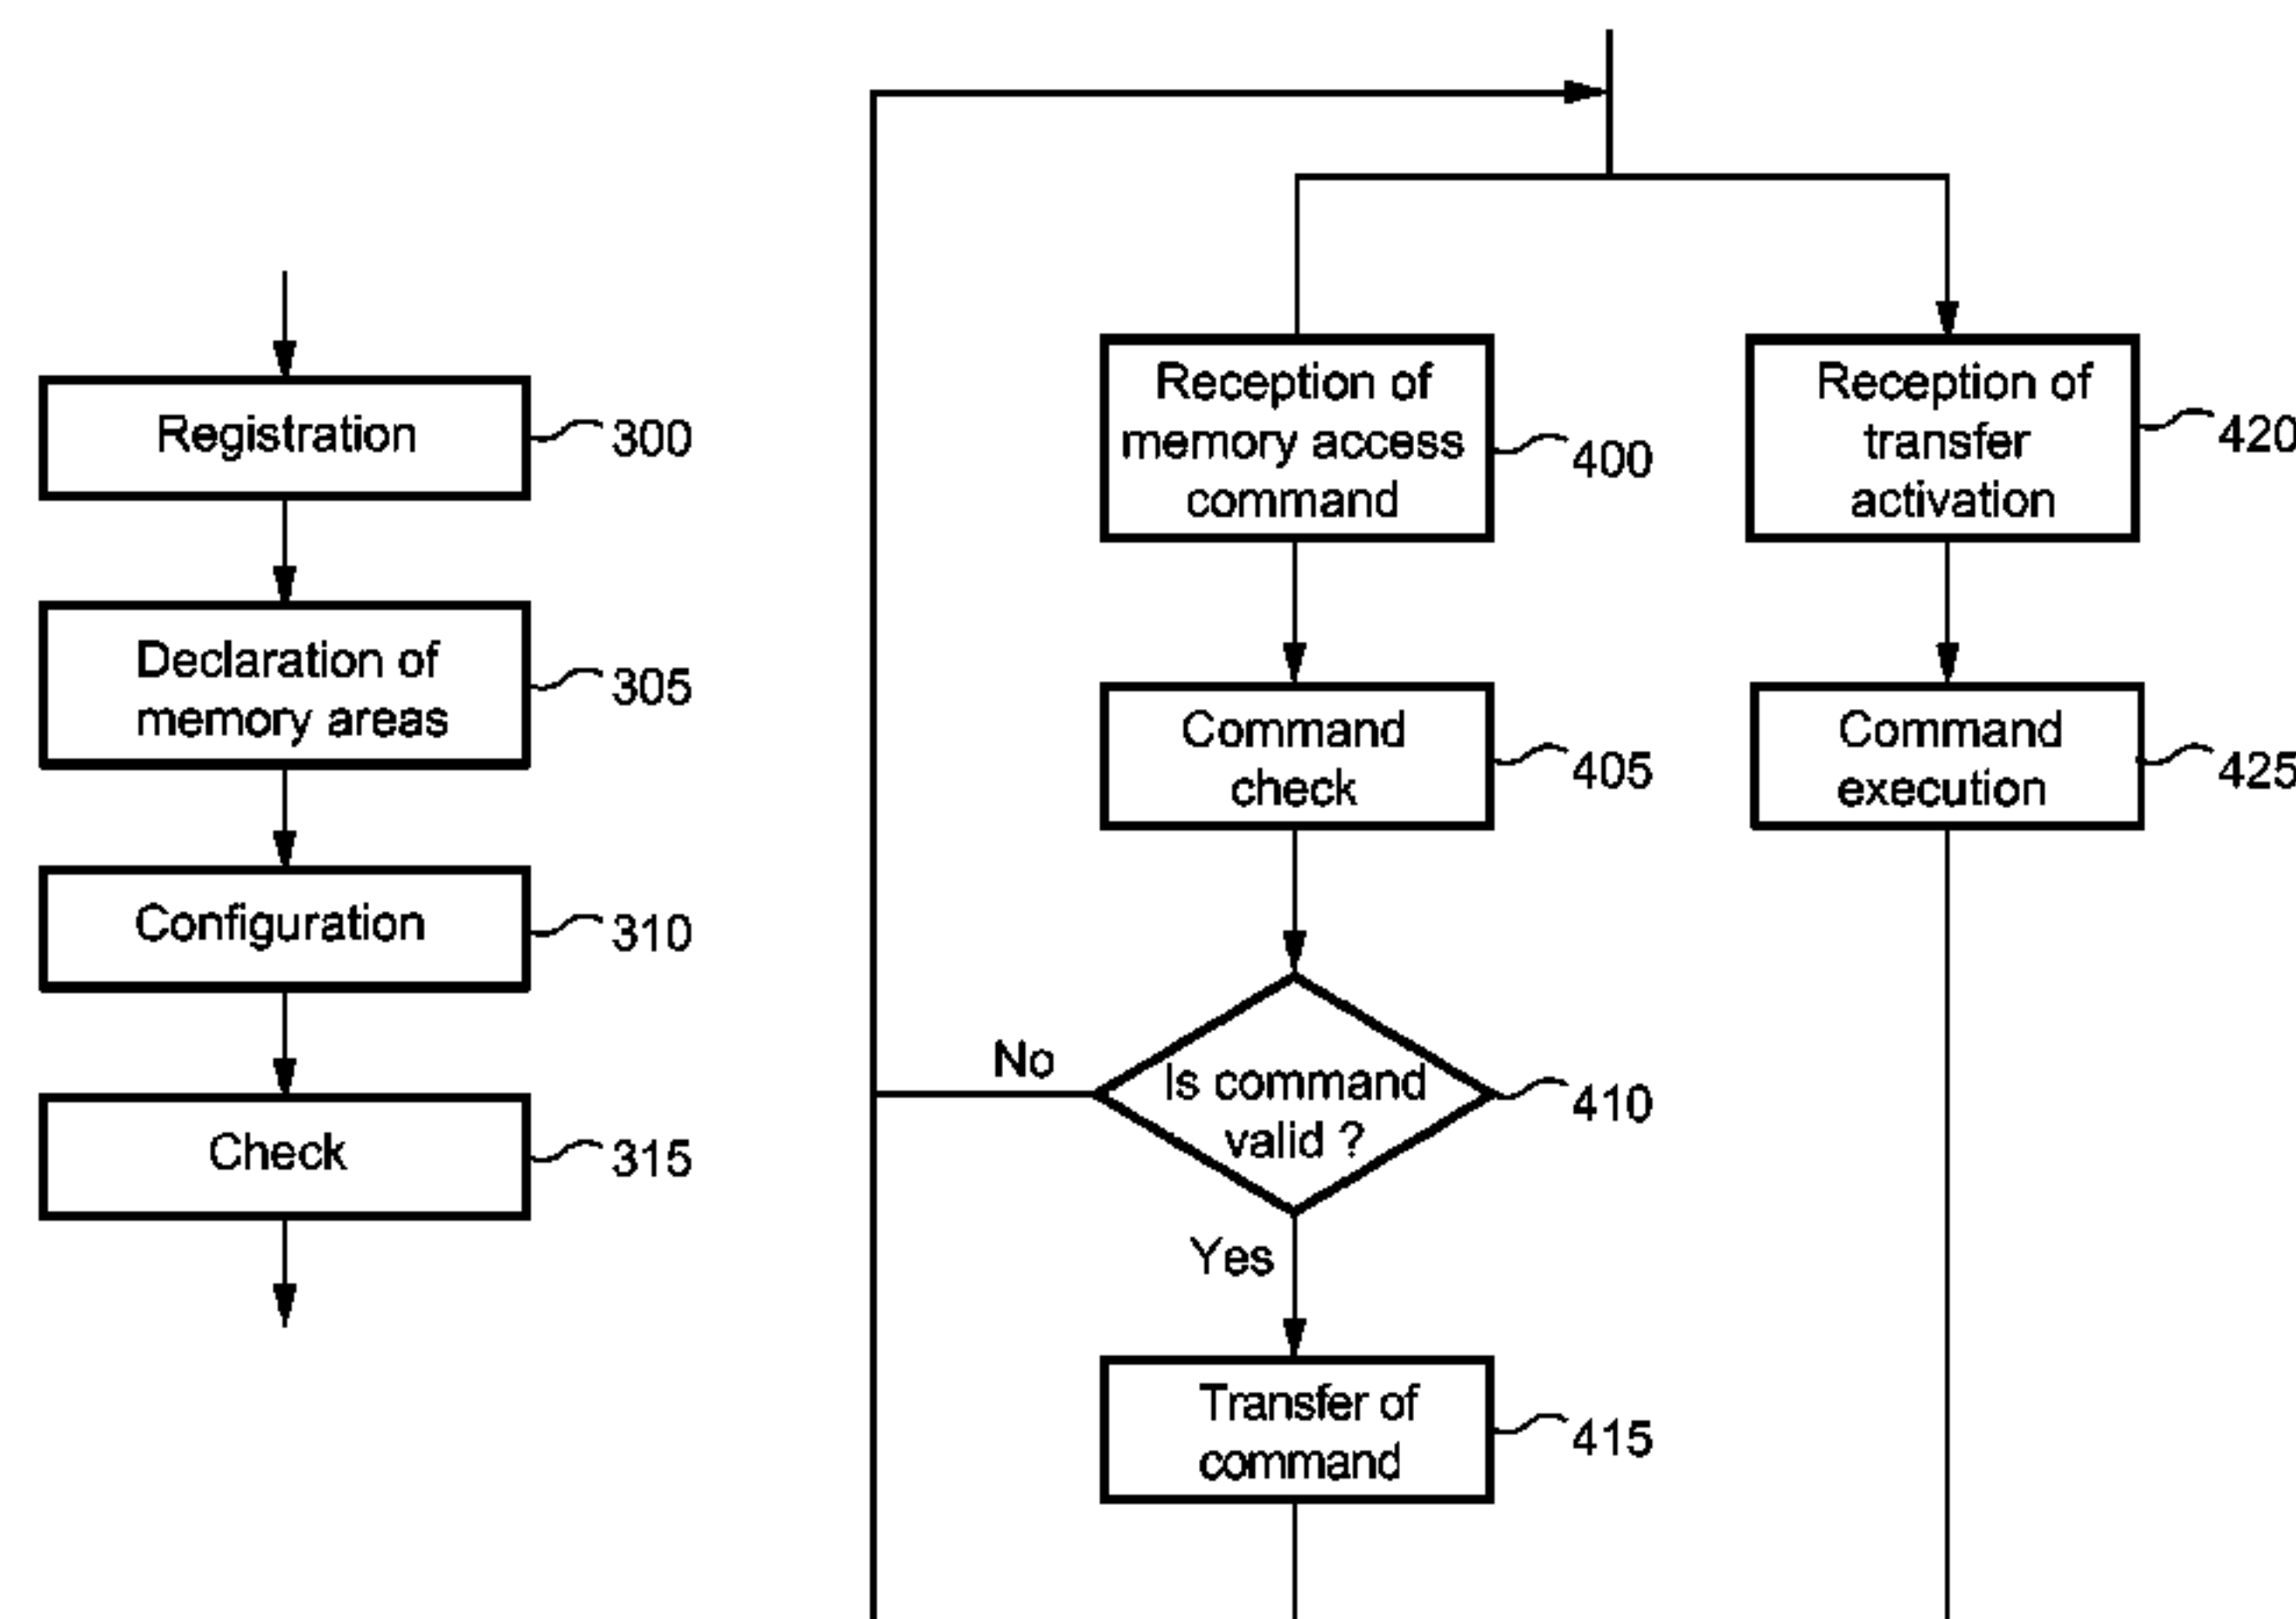 Registration
300
Declaration of
memory areas
305
Configuration
310
Check
315
Reception of
memory access
command
400
Command
check
405
No
Is command
valid ?
410
Yes
Transfer of
command
415
Reception of
transfer
activation
420
Command
execution
425